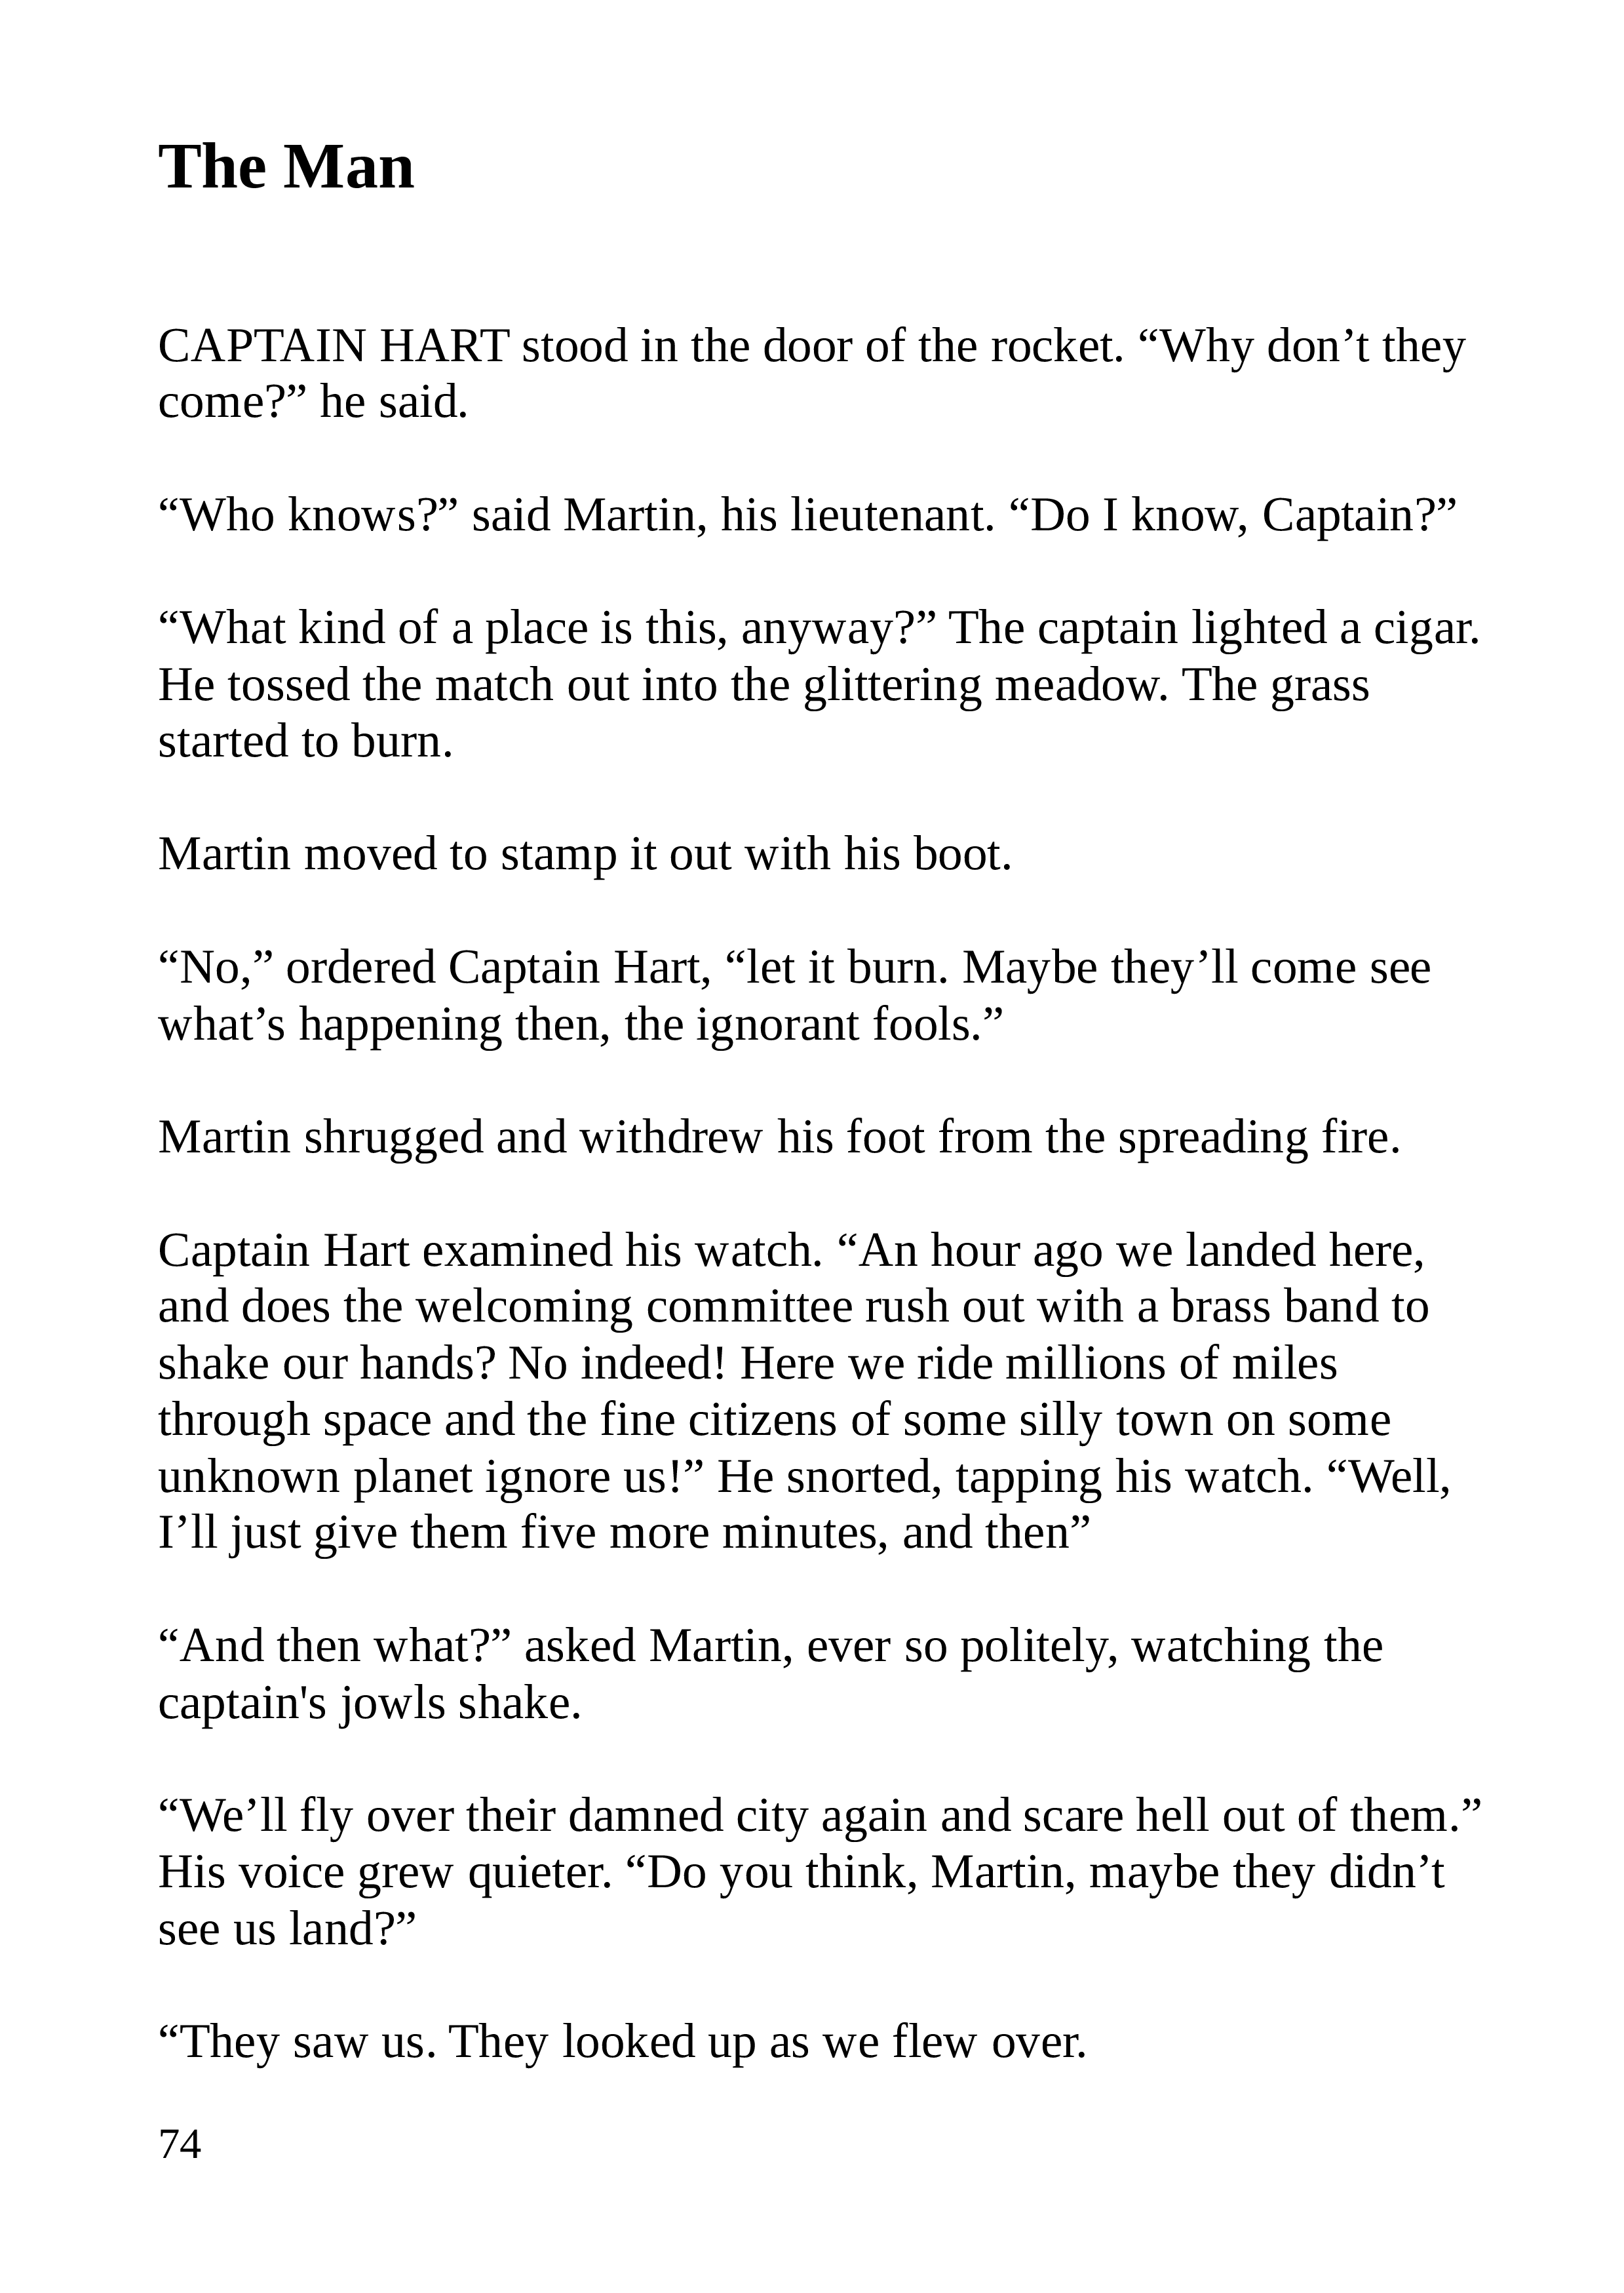 The Man
CAPTAIN HART stood in the door of the rocket. “Why don’t they
come?” he said.
“Who knows?” said Martin, his lieutenant. “Do I know, Captain?”
“What kind of a place is this, anyway?” The captain lighted a cigar.
He tossed the match out into the glittering meadow. The grass
started to burn.
Martin moved to stamp it out with his boot.
“No,” ordered Captain Hart, “let it burn. Maybe they’ll come see
what’s happening then, the ignorant fools.”
Martin shrugged and withdrew his foot from the spreading fire.
Captain Hart examined his watch. “An hour ago we landed here,
and does the welcoming committee rush out with a brass band to
shake our hands? No indeed! Here we ride millions of miles
through space and the fine citizens of some silly town on some
unknown planet ignore us!” He snorted, tapping his watch. “Well,
I’ll just give them five more minutes, and then”
“And then what?” asked Martin, ever so politely, watching the
captain's jowls shake.
“We’ll fly over their damned city again and scare hell out of them.”
His voice grew quieter. “Do you think, Martin, maybe they didn’t
see us land?”
“They saw us. They looked up as we flew over.
74